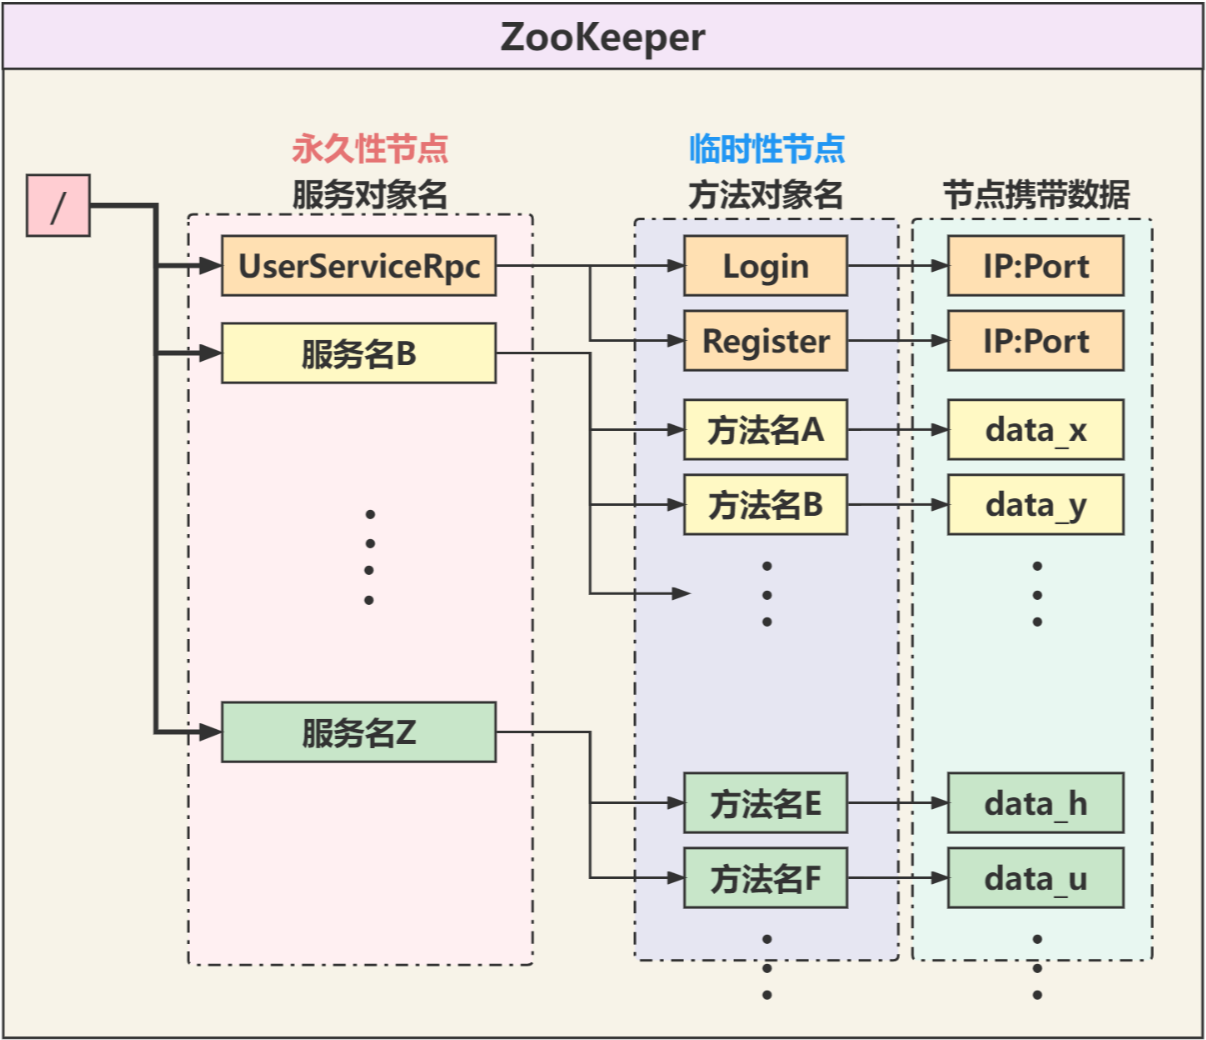 ZooKeeper
永久性节点
临时性节点
服务对象名
方法对象名
节点携带数据
/
UserServiceRpc
Login
IP:Port
Register
IP:Port
服务名B
方法名A
data_x
方法名B
data_y
服务名Z
方法名E
data_h
方法名F
data_u